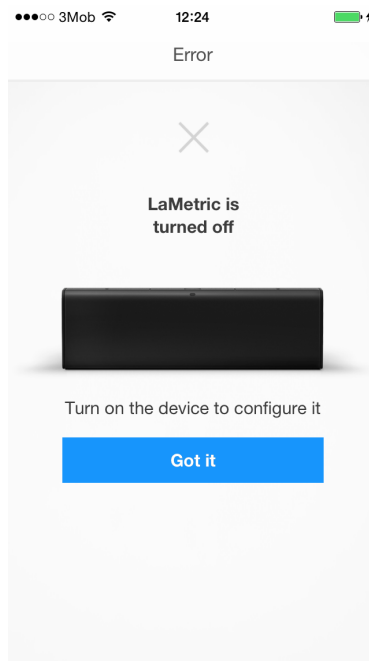 3Mob 12:24
Error
LaMetric is
turned off
Turn on the device to configure it
Got it